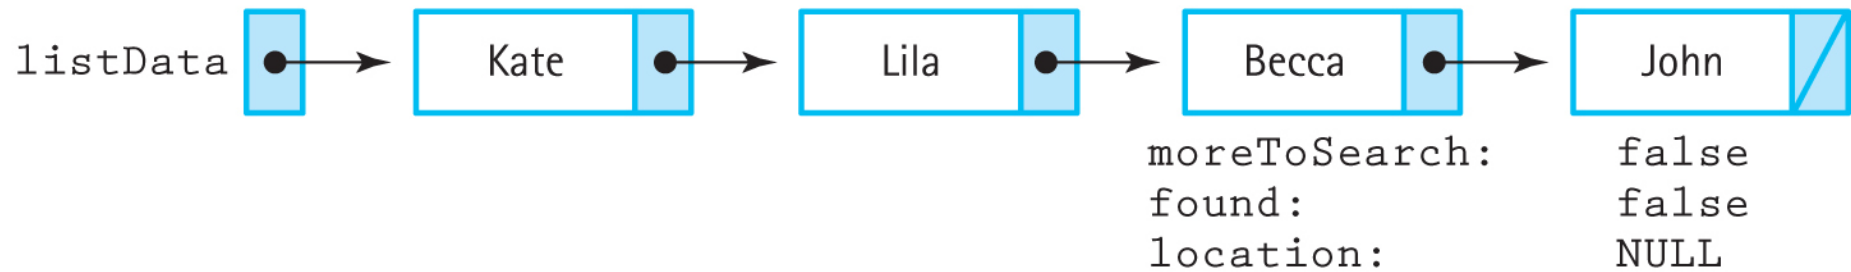 listData Kate Lila Becca John
moreToSearch: false
found: false
location: NULL